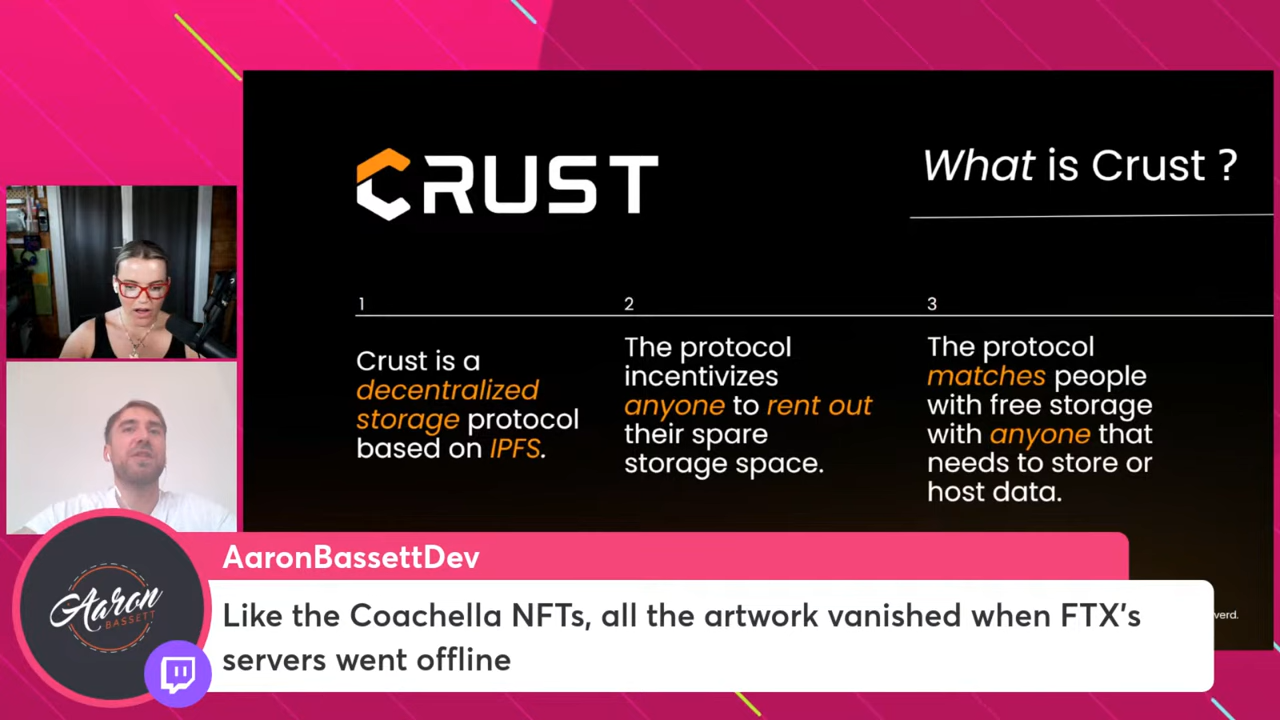 CRUST
What is Crust ?
1
Crust is a
decentralized
storage protocol
based on IPFS.
2
The protocol
incentivizes
anyone to rent out
their spare
storage space.
3
The protocol
matches people
with free storage
with anyone that
needs to store or
host data.
verd.
AaronBassettDev
Aaron
BASSETT
Like the Coachella NFTs, all the artwork vanished when FTX's
servers went offline